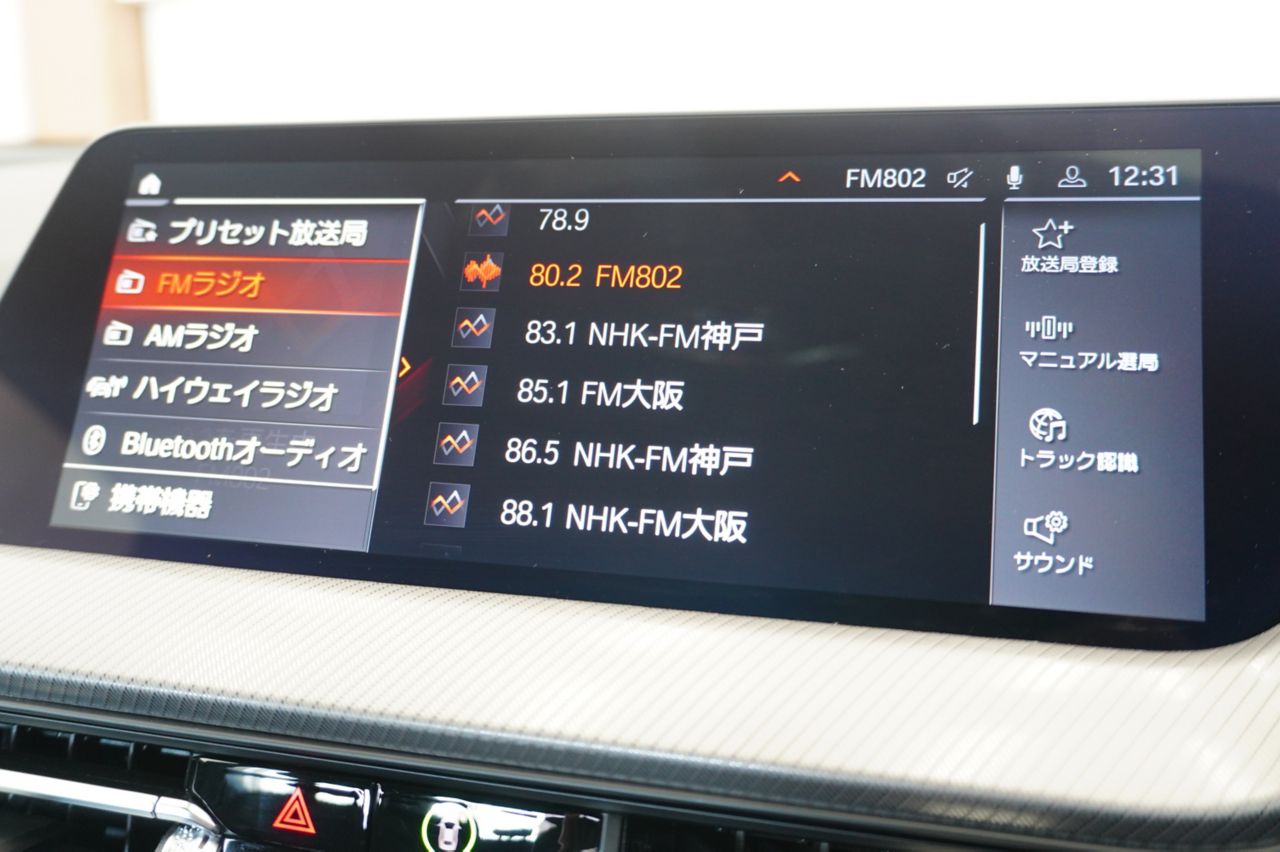 FM802 12:31
プリセット放送局
FMラジオ
AMラジオ
ハイウェイラジオ
Bluetoothオーディオ
携帯機器
78.9
80.2 FM802
83.1 NHK-FM神戸
85.1 FM大阪
86.5 NHK-FM神戸
88.1 NHK-FM大阪
放送局登録
マニュアル選局
トラック認識
サウンド